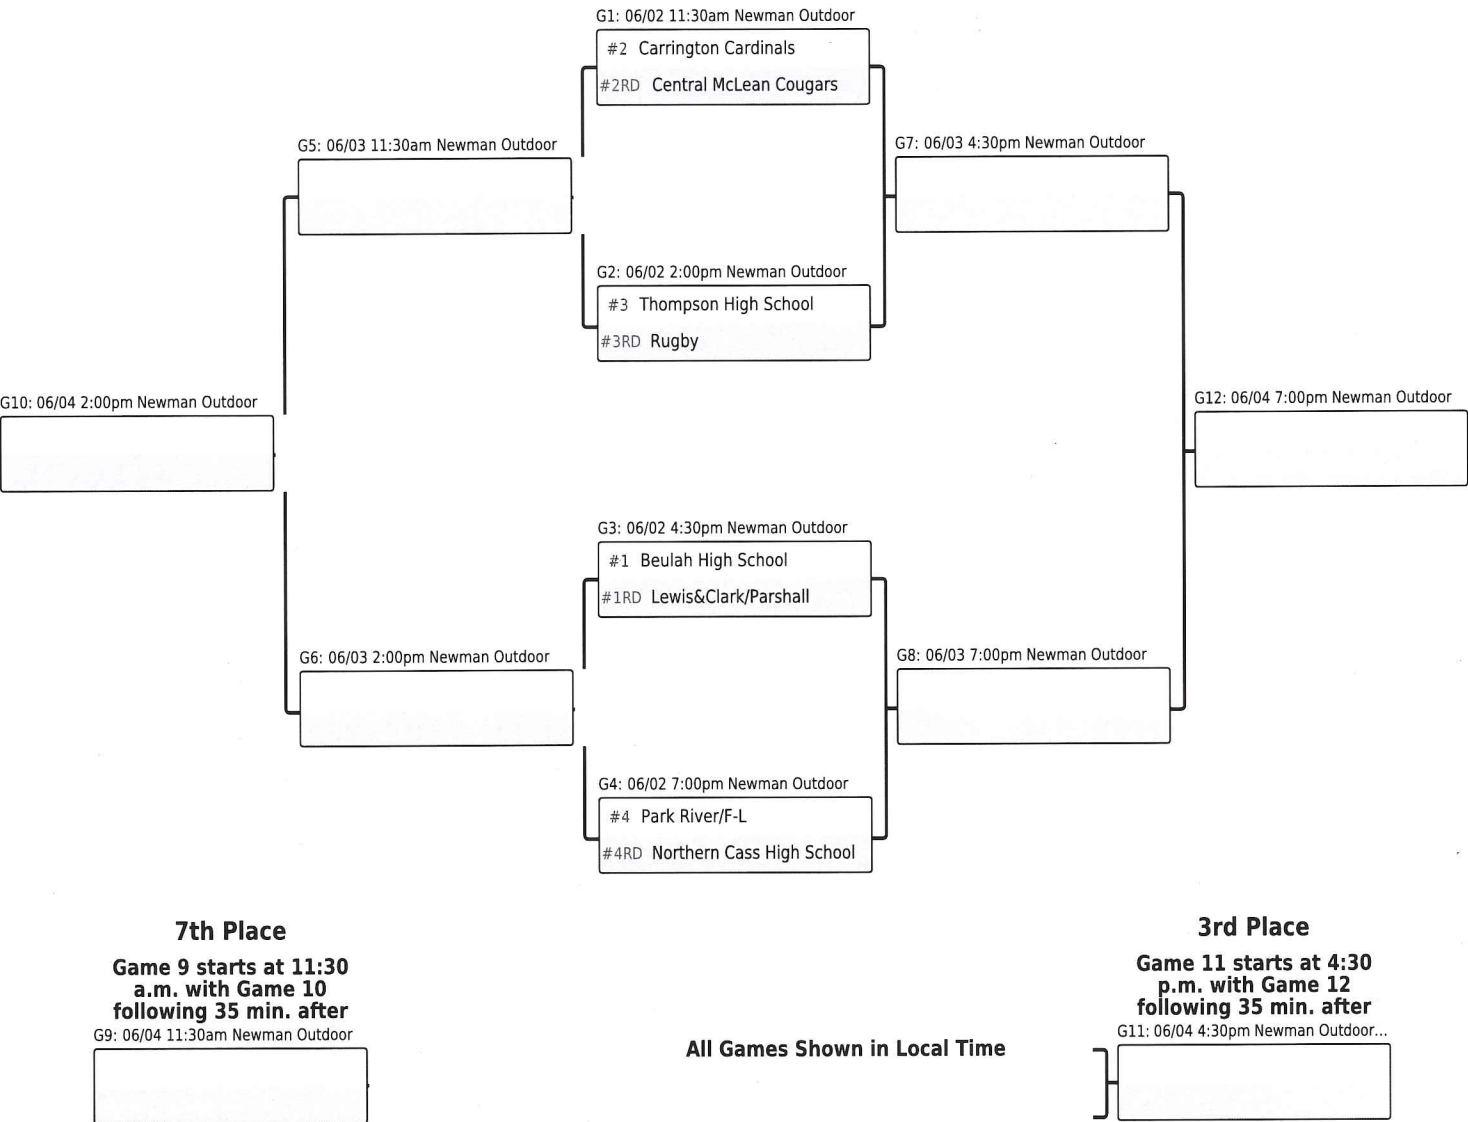 G1: 06/02 11:30am Newman Outdoor
#2 Carrington Cardinals
#2RD Central McLean Cougars
G5: 06/03 11:30am Newman Outdoor
G7: 06/03 4:30pm Newman Outdoor
G2: 06/02 2:00pm Newman Outdoor
#3 Thompson High School
#3RD Rugby
G10: 06/04 2:00pm Newman Outdoor
G12: 06/04 7:00pm Newman Outdoor
G3: 06/02 4:30pm Newman Outdoor
#1 Beulah High School
#1RD Lewis&Clark/Parshall
G6: 06/03 2:00pm Newman Outdoor
G8: 06/03 7:00pm Newman Outdoor
G4: 06/02 7:00pm Newman Outdoor
#4 Park River/F-L
#4RD Northern Cass High School
7th Place
Game 9 starts at 11:30
a.m. with Game 10
following 35 min. after
G9: 06/04 11:30am Newman Outdoor
3rd Place
Game 11 starts at 4:30
p.m. with Game 12
following 35 min. after
G11: 06/04 4:30pm Newman Outdoor...
All Games Shown in Local Time